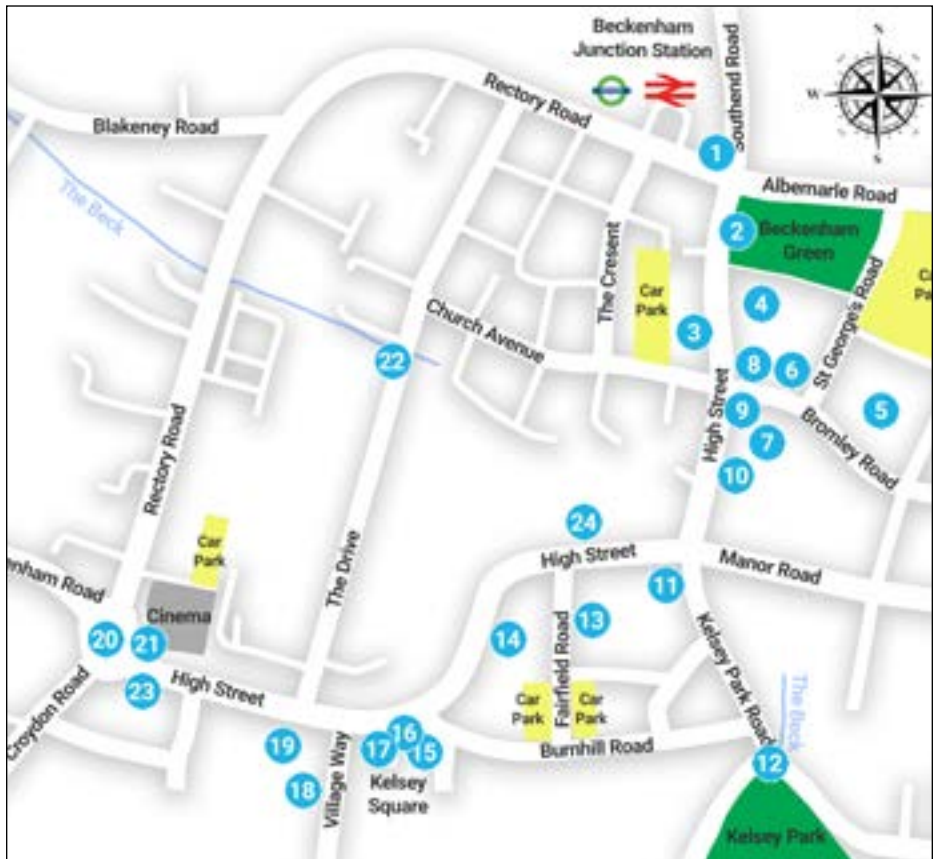 Beckenham
Junction Station
Southend Road
Rectory Road
W
Blakeney Road
1
Albemarle Road
The Beck
2
Beckenham
Green
The Cresent
Car
Park
4
St George's Road
Church Avenue
3
22
8
6
High Street
9
5
Bromley Road
7
10
Rectory Road
24
Car
Park
High Street
Manor Road
The Drive
11
enham Road
Cinema
13
Fairfield Road
14
20
21
Kelsey Park Road
The Beck
23
High Street
Car
Park
Car
Park
Croydon Road
16
19
17
15
Burnhill Road
12
Village Way
Kelsey
Square
18
Kelsey Park